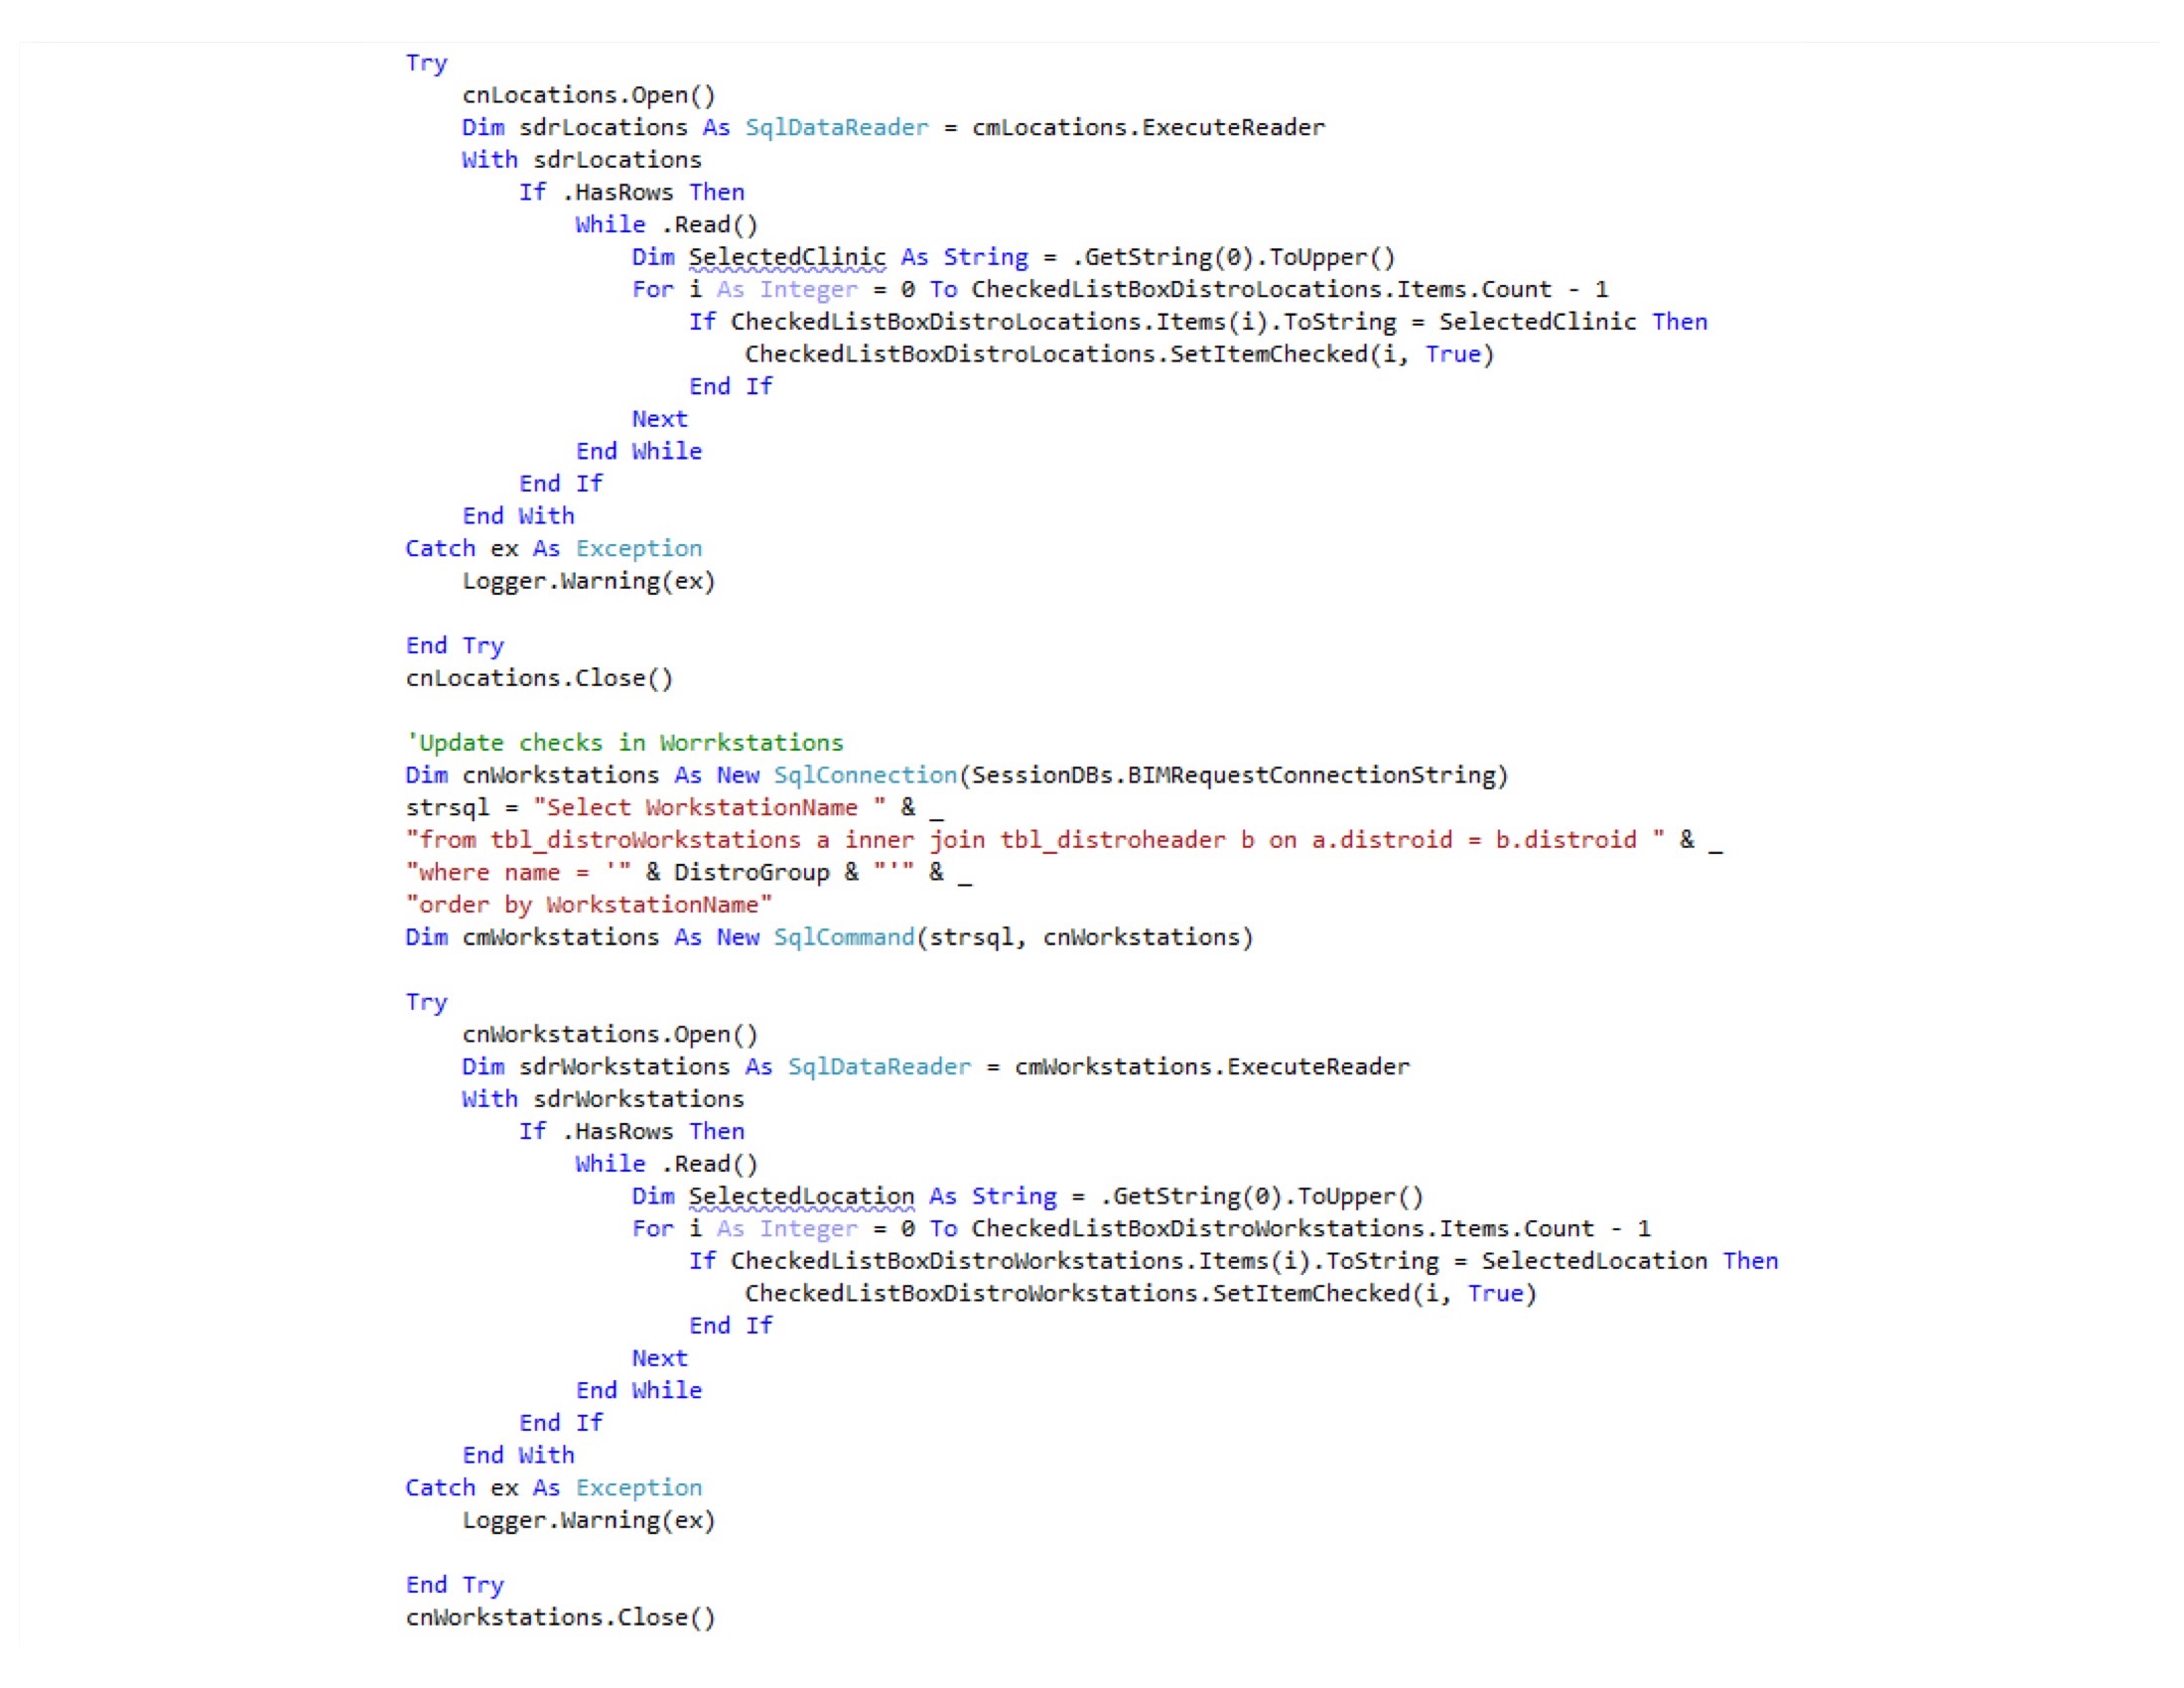 Try
cnLocations.Open()
Dim sdrLocations As SqlDataReader = cmLocations.ExecuteReader
With sdrLocations
If .HasRows Then
While .Read()
Dim SelectedClinic As String = .GetString(0).ToUpper()
For i As Integer = 0 To CheckedListBoxDistroLocations.Items.Count - 1
If CheckedListBoxDistroLocations.Items(i).ToString = SelectedClinic Then
CheckedListBoxDistroLocations.SetItemChecked(i, True)
End If
Next
End While
End If
End With
Catch ex As Exception
Logger.Warning(ex)
End Try
cnLocations.Close()
'Update checks in Worrkstations
Dim cnWorkstations As New SqlConnection(SessionDBs.BIMRequestConnectionString)
strsql = "Select WorkstationName " & _
"from tbl_distroWorkstations a inner join tbl_distroheader b on a.distroid = b.distroid " & _
"where name = '" & DistroGroup & "'" & _
"order by WorkstationName"
Dim cmWorkstations As New SqlCommand(strsql, cnWorkstations)
Try
cnWorkstations.Open()
Dim sdrWorkstations As SqlDataReader = cmWorkstations.ExecuteReader
With sdrWorkstations
If .HasRows Then
While .Read()
Dim SelectedLocation As String = .GetString(0).ToUpper()
For i As Integer = 0 To CheckedListBoxDistroWorkstations.Items.Count - 1
If CheckedListBoxDistroWorkstations.Items(i).ToString = SelectedLocation Then
CheckedListBoxDistroWorkstations.SetItemChecked(i, True)
End If
Next
End While
End If
End With
Catch ex As Exception
Logger.Warning(ex)
End Try
cnWorkstations.Close()